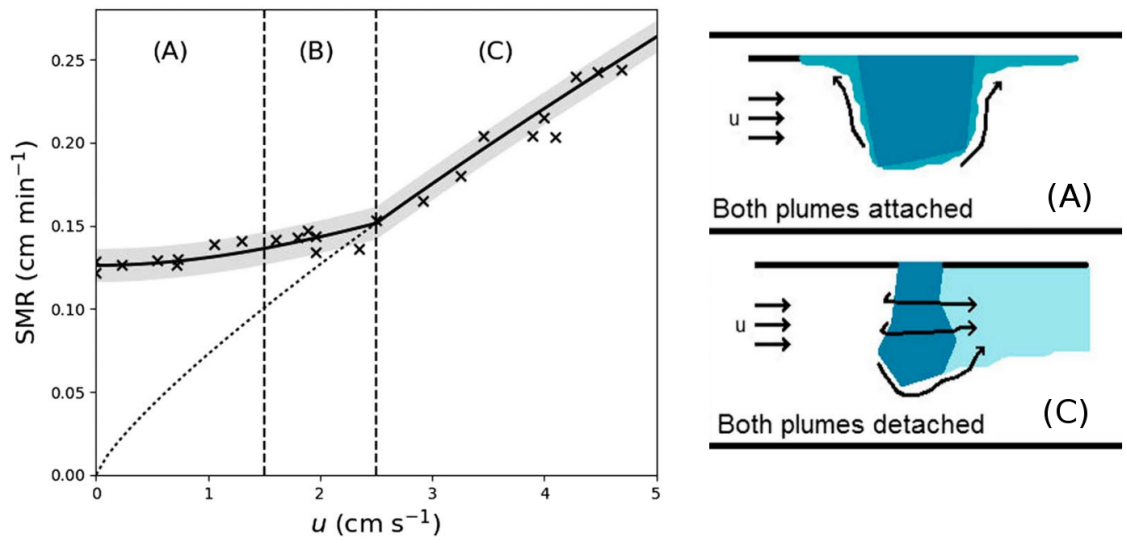 (A)
(B)
(C)
SMR (cm min⁻¹)
0.25
0.20
0.15
0.10
0.05
0.00
0
1
2
3
4
5
u (cm s⁻¹)
u
Both plumes attached
(A)
u
Both plumes detached
(C)